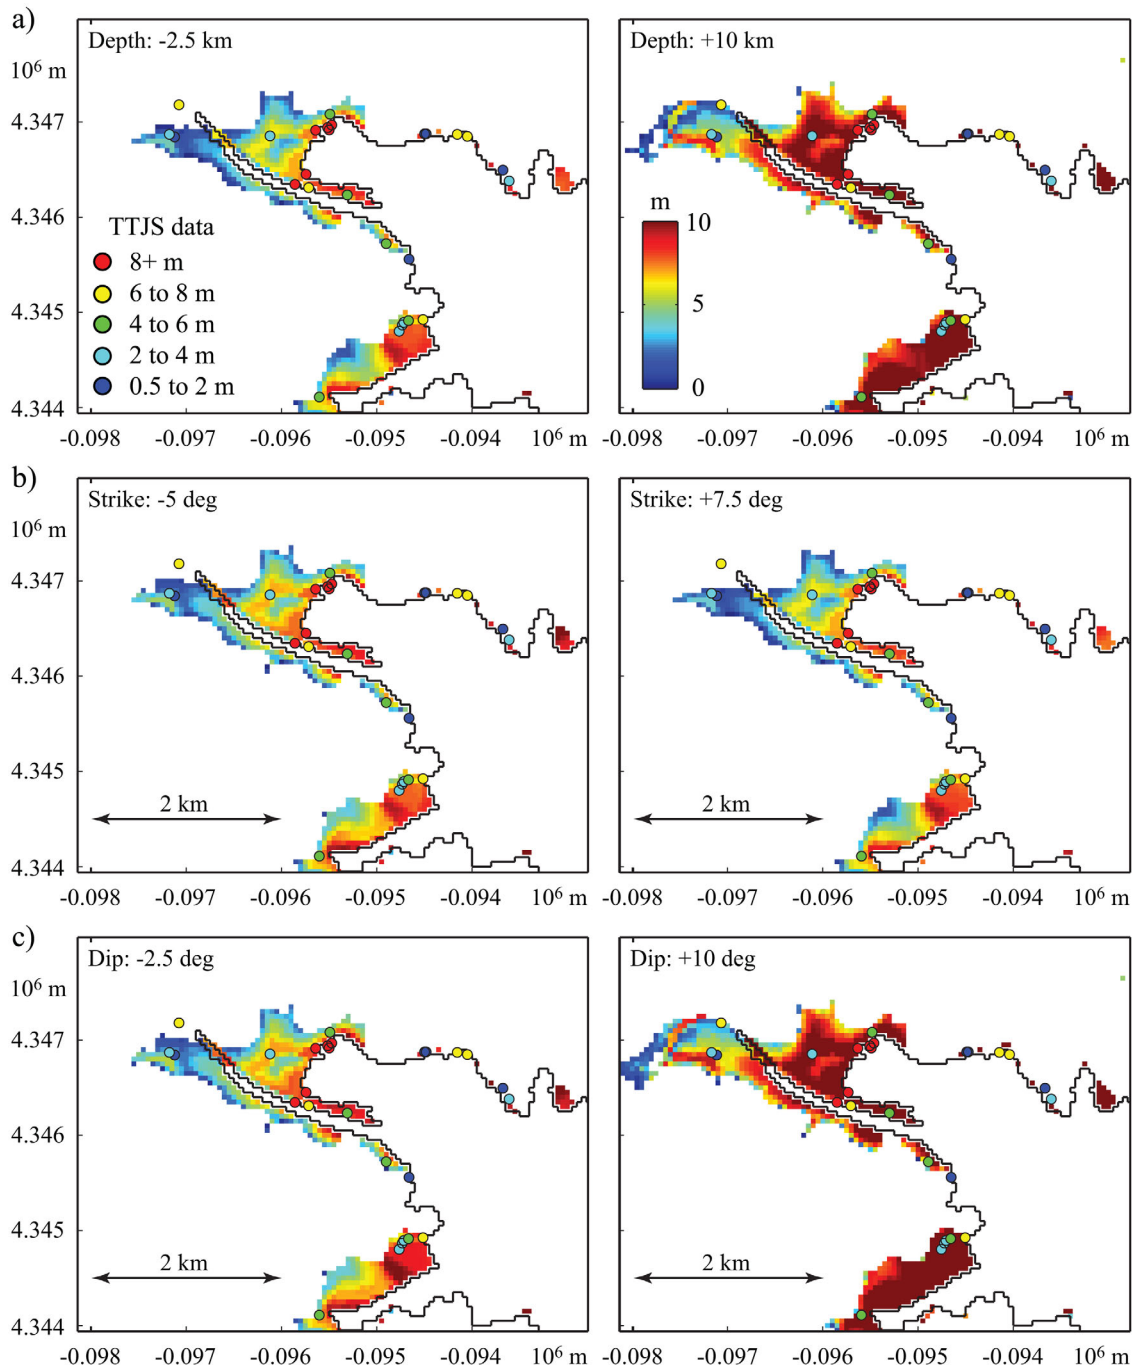 a)
Depth: -2.5 km
Depth: +10 km
10⁶ m
4.347
4.346
4.345
4.344
TTJS data
8+ m
6 to 8 m
4 to 6 m
2 to 4 m
0.5 to 2 m
m
10
5
0
-0.098 -0.097 -0.096 -0.095 -0.094 10⁶ m
-0.098 -0.097 -0.096 -0.095 -0.094 10⁶ m
b)
Strike: -5 deg
Strike: +7.5 deg
10⁶ m
4.347
4.346
4.345
4.344
2 km
2 km
-0.098 -0.097 -0.096 -0.095 -0.094 10⁶ m
-0.098 -0.097 -0.096 -0.095 -0.094 10⁶ m
c)
Dip: -2.5 deg
Dip: +10 deg
10⁶ m
4.347
4.346
4.345
4.344
2 km
2 km
-0.098 -0.097 -0.096 -0.095 -0.094 10⁶ m
-0.098 -0.097 -0.096 -0.095 -0.094 10⁶ m